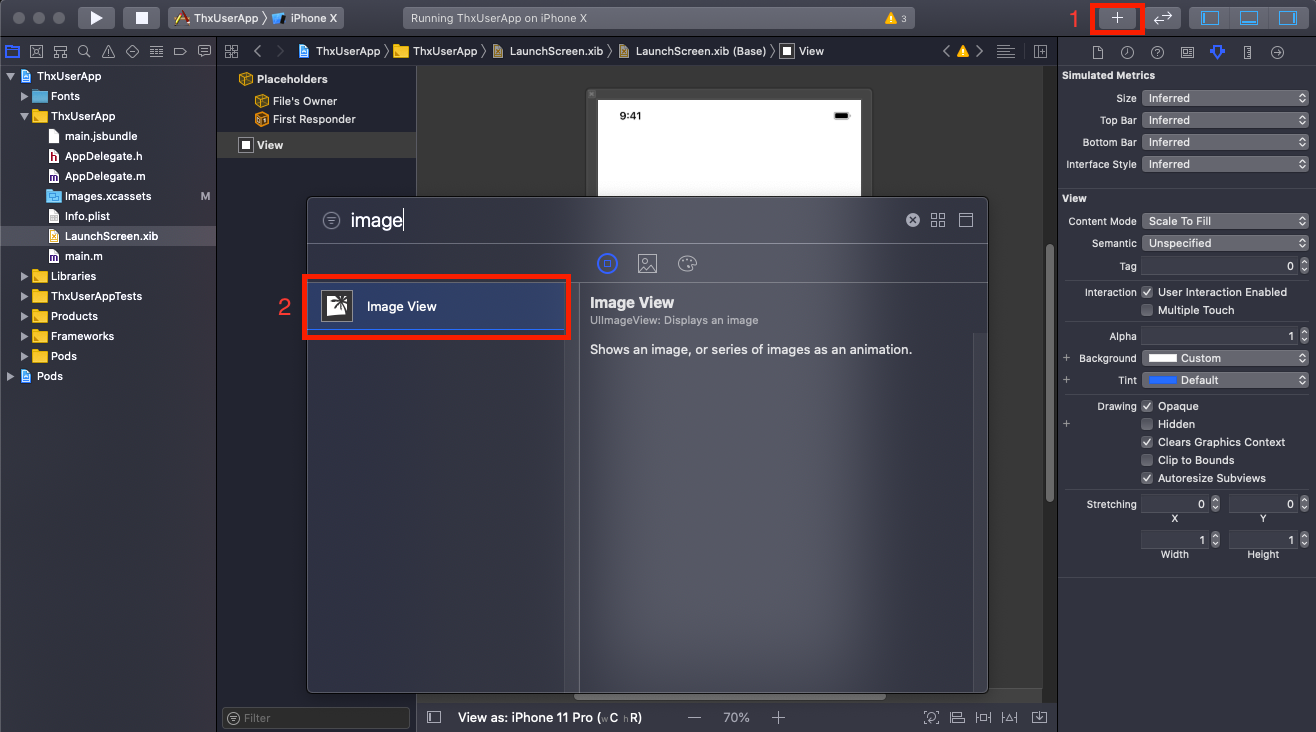 ThxUserApp iPhone X
Running ThxUserApp on iPhone X
3
1
ThxUserApp ThxUserApp LaunchScreen.xib LaunchScreen.xib (Base) View
ThxUserApp
Fonts
ThxUserApp
main.jsbundle
AppDelegate.h
AppDelegate.m
Images.xcassets M
Info.plist
LaunchScreen.xib
main.m
Libraries
ThxUserAppTests
Products
Frameworks
Pods
Pods
Placeholders
File's Owner
First Responder
View
Filter
9:41
image
2
Image View
Image View
UIImageView: Displays an image
Shows an image, or series of images as an animation.
View as: iPhone 11 Pro (wC hR)
70%
Simulated Metrics
Size Inferred
Top Bar Inferred
Bottom Bar Inferred
Interface Style Inferred
View
Content Mode Scale To Fill
Semantic Unspecified
Tag 0
Interaction User Interaction Enabled
Multiple Touch
Alpha 1
Background Custom
Tint Default
Drawing Opaque
Hidden
Clears Graphics Context
Clip to Bounds
Autoresize Subviews
Stretching 0 0
X Y
1 1
Width Height